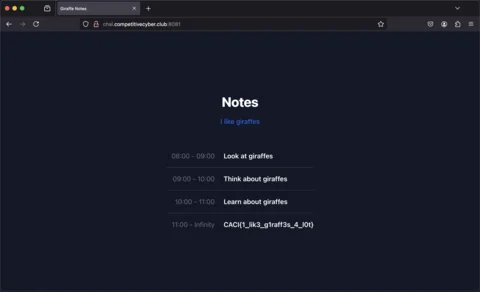 Giraffe Notes
chal.competitivecyber.club:8081
Notes
I like giraffes
08:00 - 09:00 Look at giraffes
09:00 - 10:00 Think about giraffes
10:00 - 11:00 Learn about giraffes
11:00 - Infinity CACI{1_lik3_g1raff3s_4_l0t}